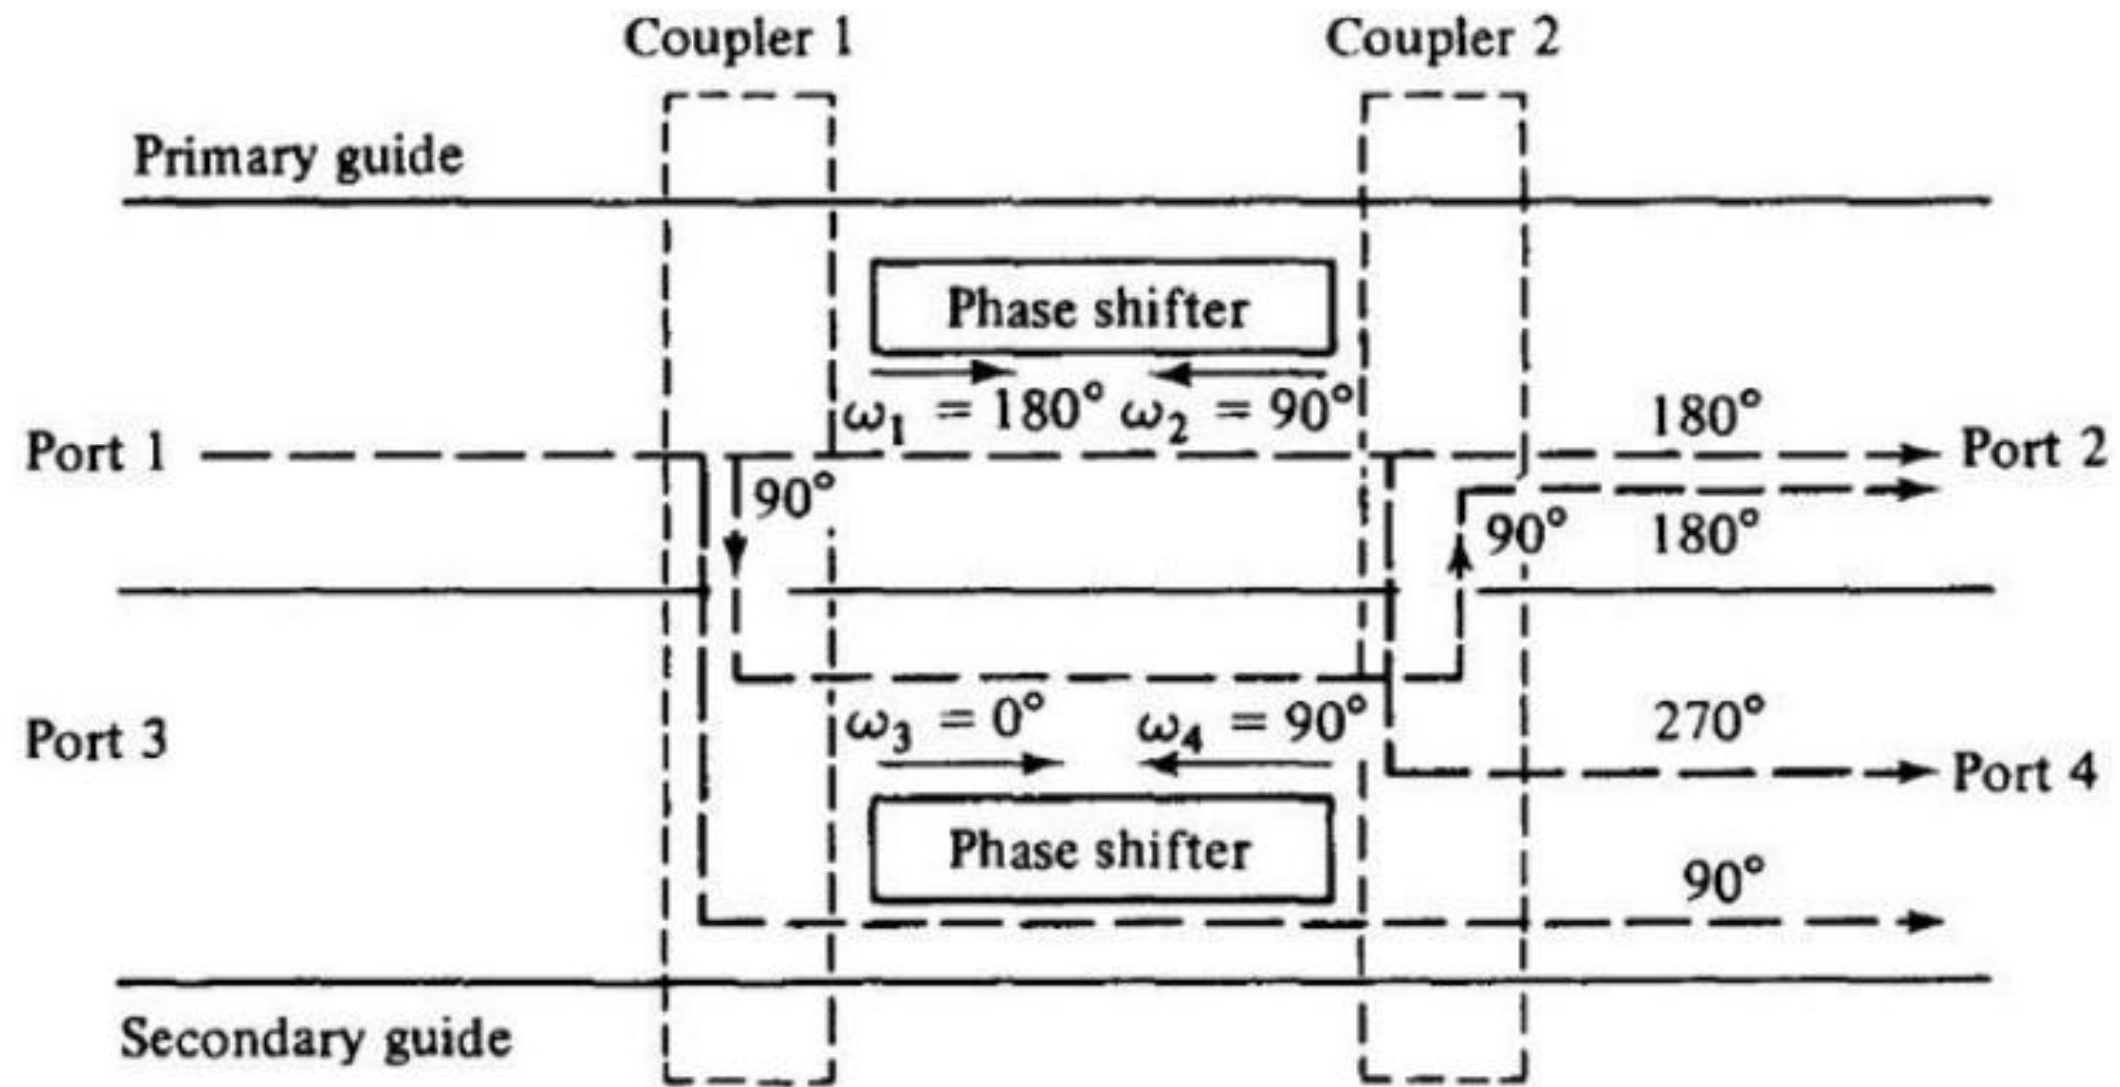 Coupler 1 Coupler 2
Primary guide
Phase shifter
ω₁ = 180° ω₂ = 90°
180°
Port 1 Port 2
90°
90° 180°
ω₃ = 0° ω₄ = 90°
270°
Port 3
Port 4
Phase shifter
90°
Secondary guide